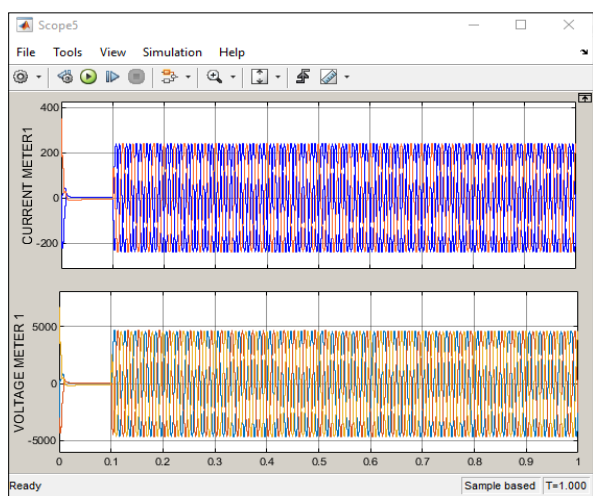 Scope5
File Tools View Simulation Help
CURRENT METER1
400
200
0
-200
VOLTAGE METER 1
5000
0
-5000
0 0.1 0.2 0.3 0.4 0.5 0.6 0.7 0.8 0.9 1
Ready
Sample based T=1.000